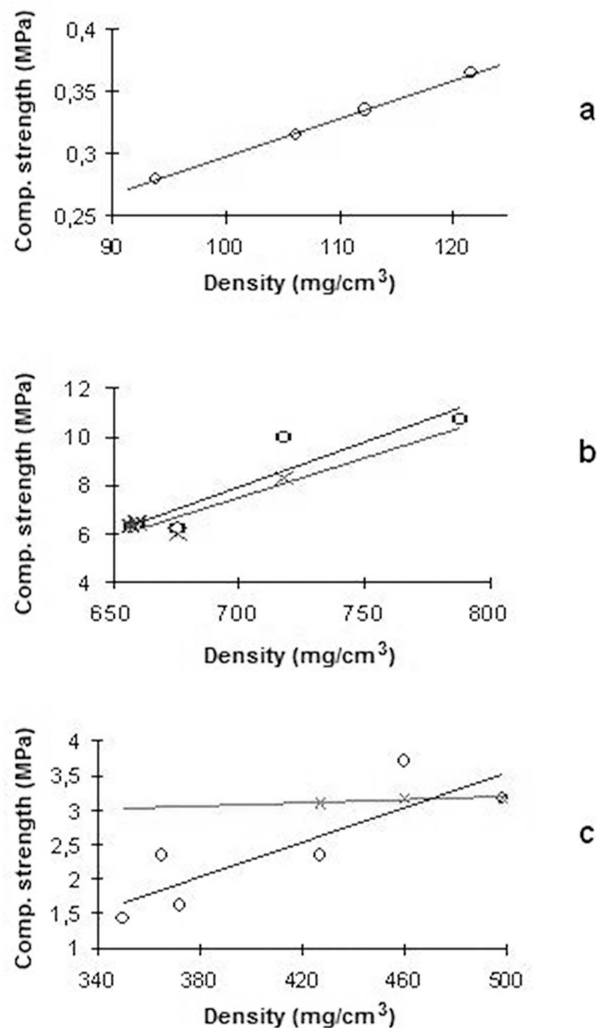 Comp. strength (MPa)
0,4
0,35
0,3
0,25
90 100 110 120
Density (mg/cm³)
a
Comp. strength (MPa)
12
10
8
6
4
650 700 750 800
Density (mg/cm³)
b
Comp. strength (MPa)
4
3,5
3
2,5
2
1,5
1
340 380 420 460 500
Density (mg/cm³)
c